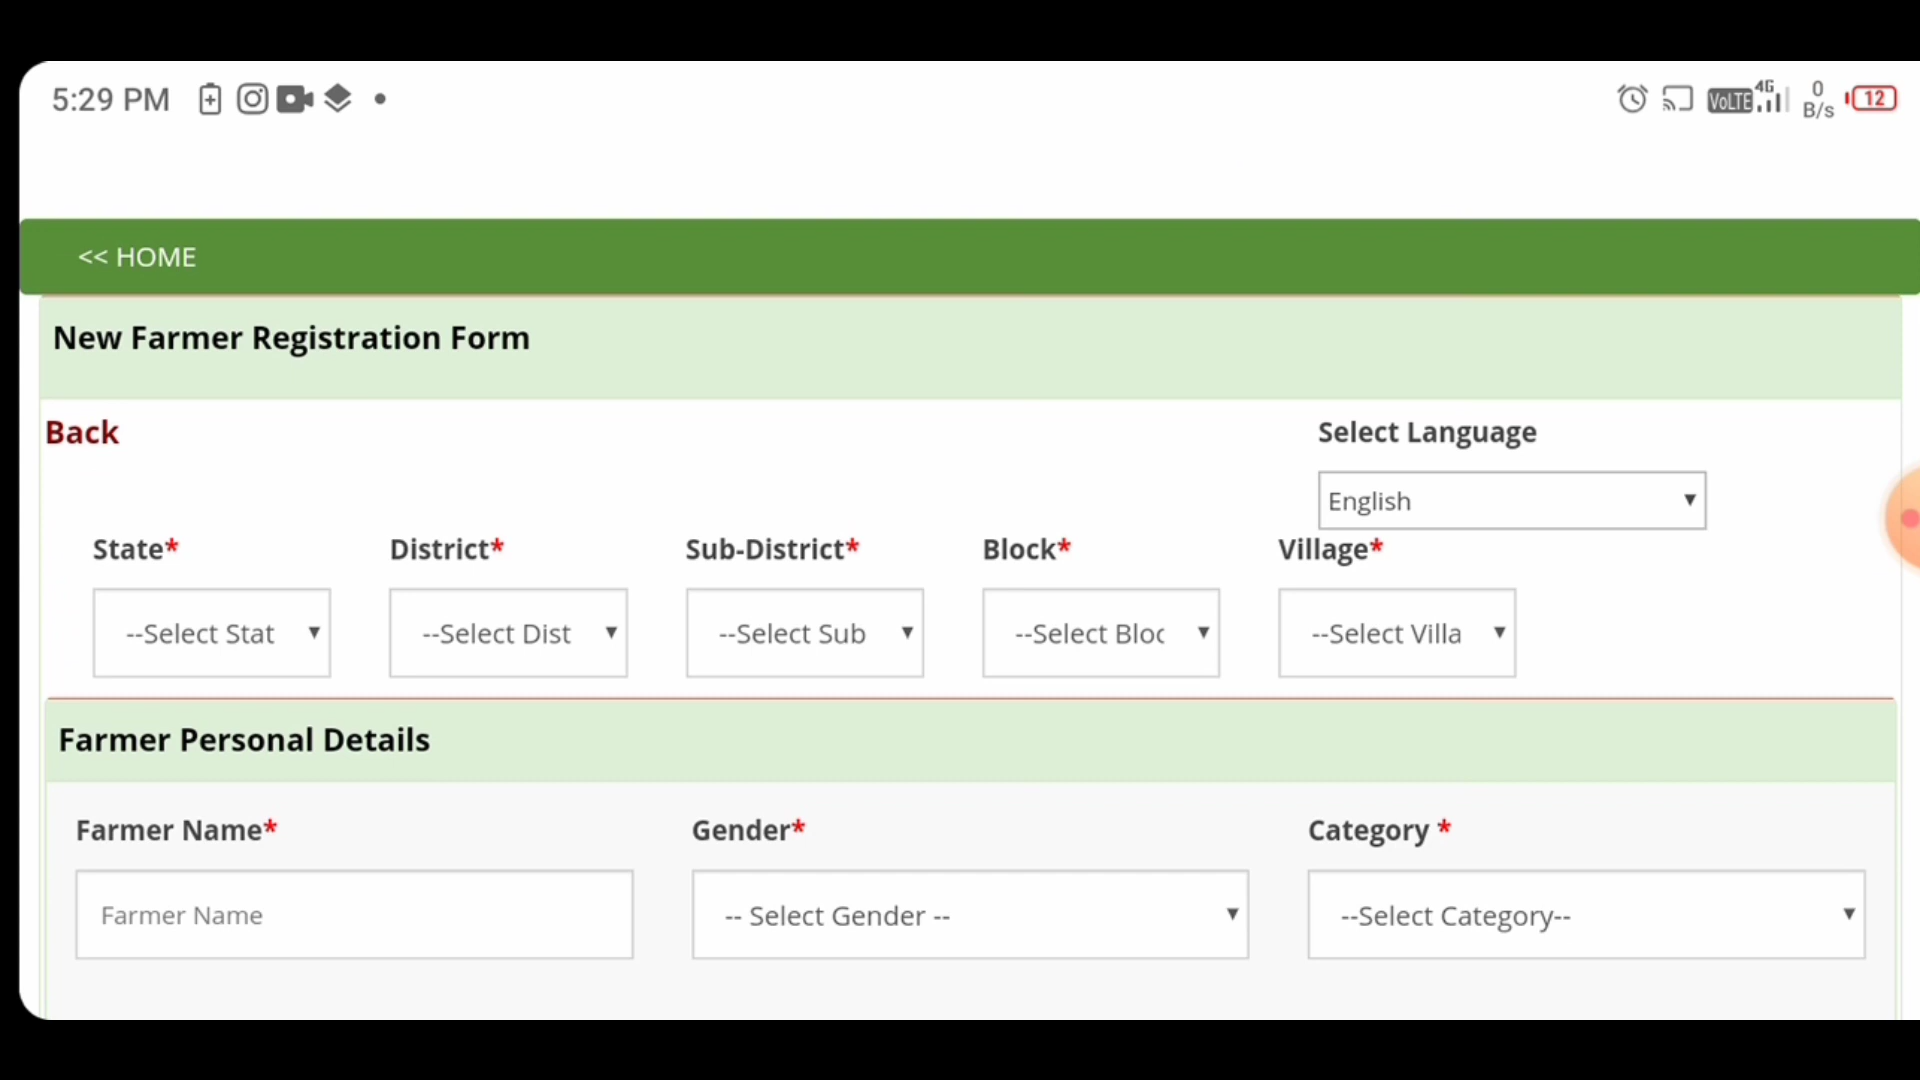 5:29 PM
VoLTE 4G 0 B/s 12
<< HOME
New Farmer Registration Form
Back
Select Language
English
State* District* Sub-District* Block* Village*
--Select Stat --Select Dist --Select Sub --Select Bloc --Select Villa
Farmer Personal Details
Farmer Name* Gender* Category *
Farmer Name -- Select Gender -- --Select Category--